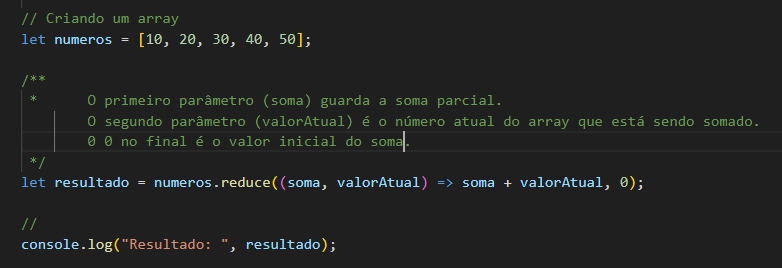 // Criando um array
let numeros = [10, 20, 30, 40, 50];
/**
* O primeiro parâmetro (soma) guarda a soma parcial.
O segundo parâmetro (valorAtual) é o número atual do array que está sendo somado.
0 0 no final é o valor inicial do soma.
*/
let resultado = numeros.reduce((soma, valorAtual) => soma + valorAtual, 0);
//
console.log("Resultado: ", resultado);